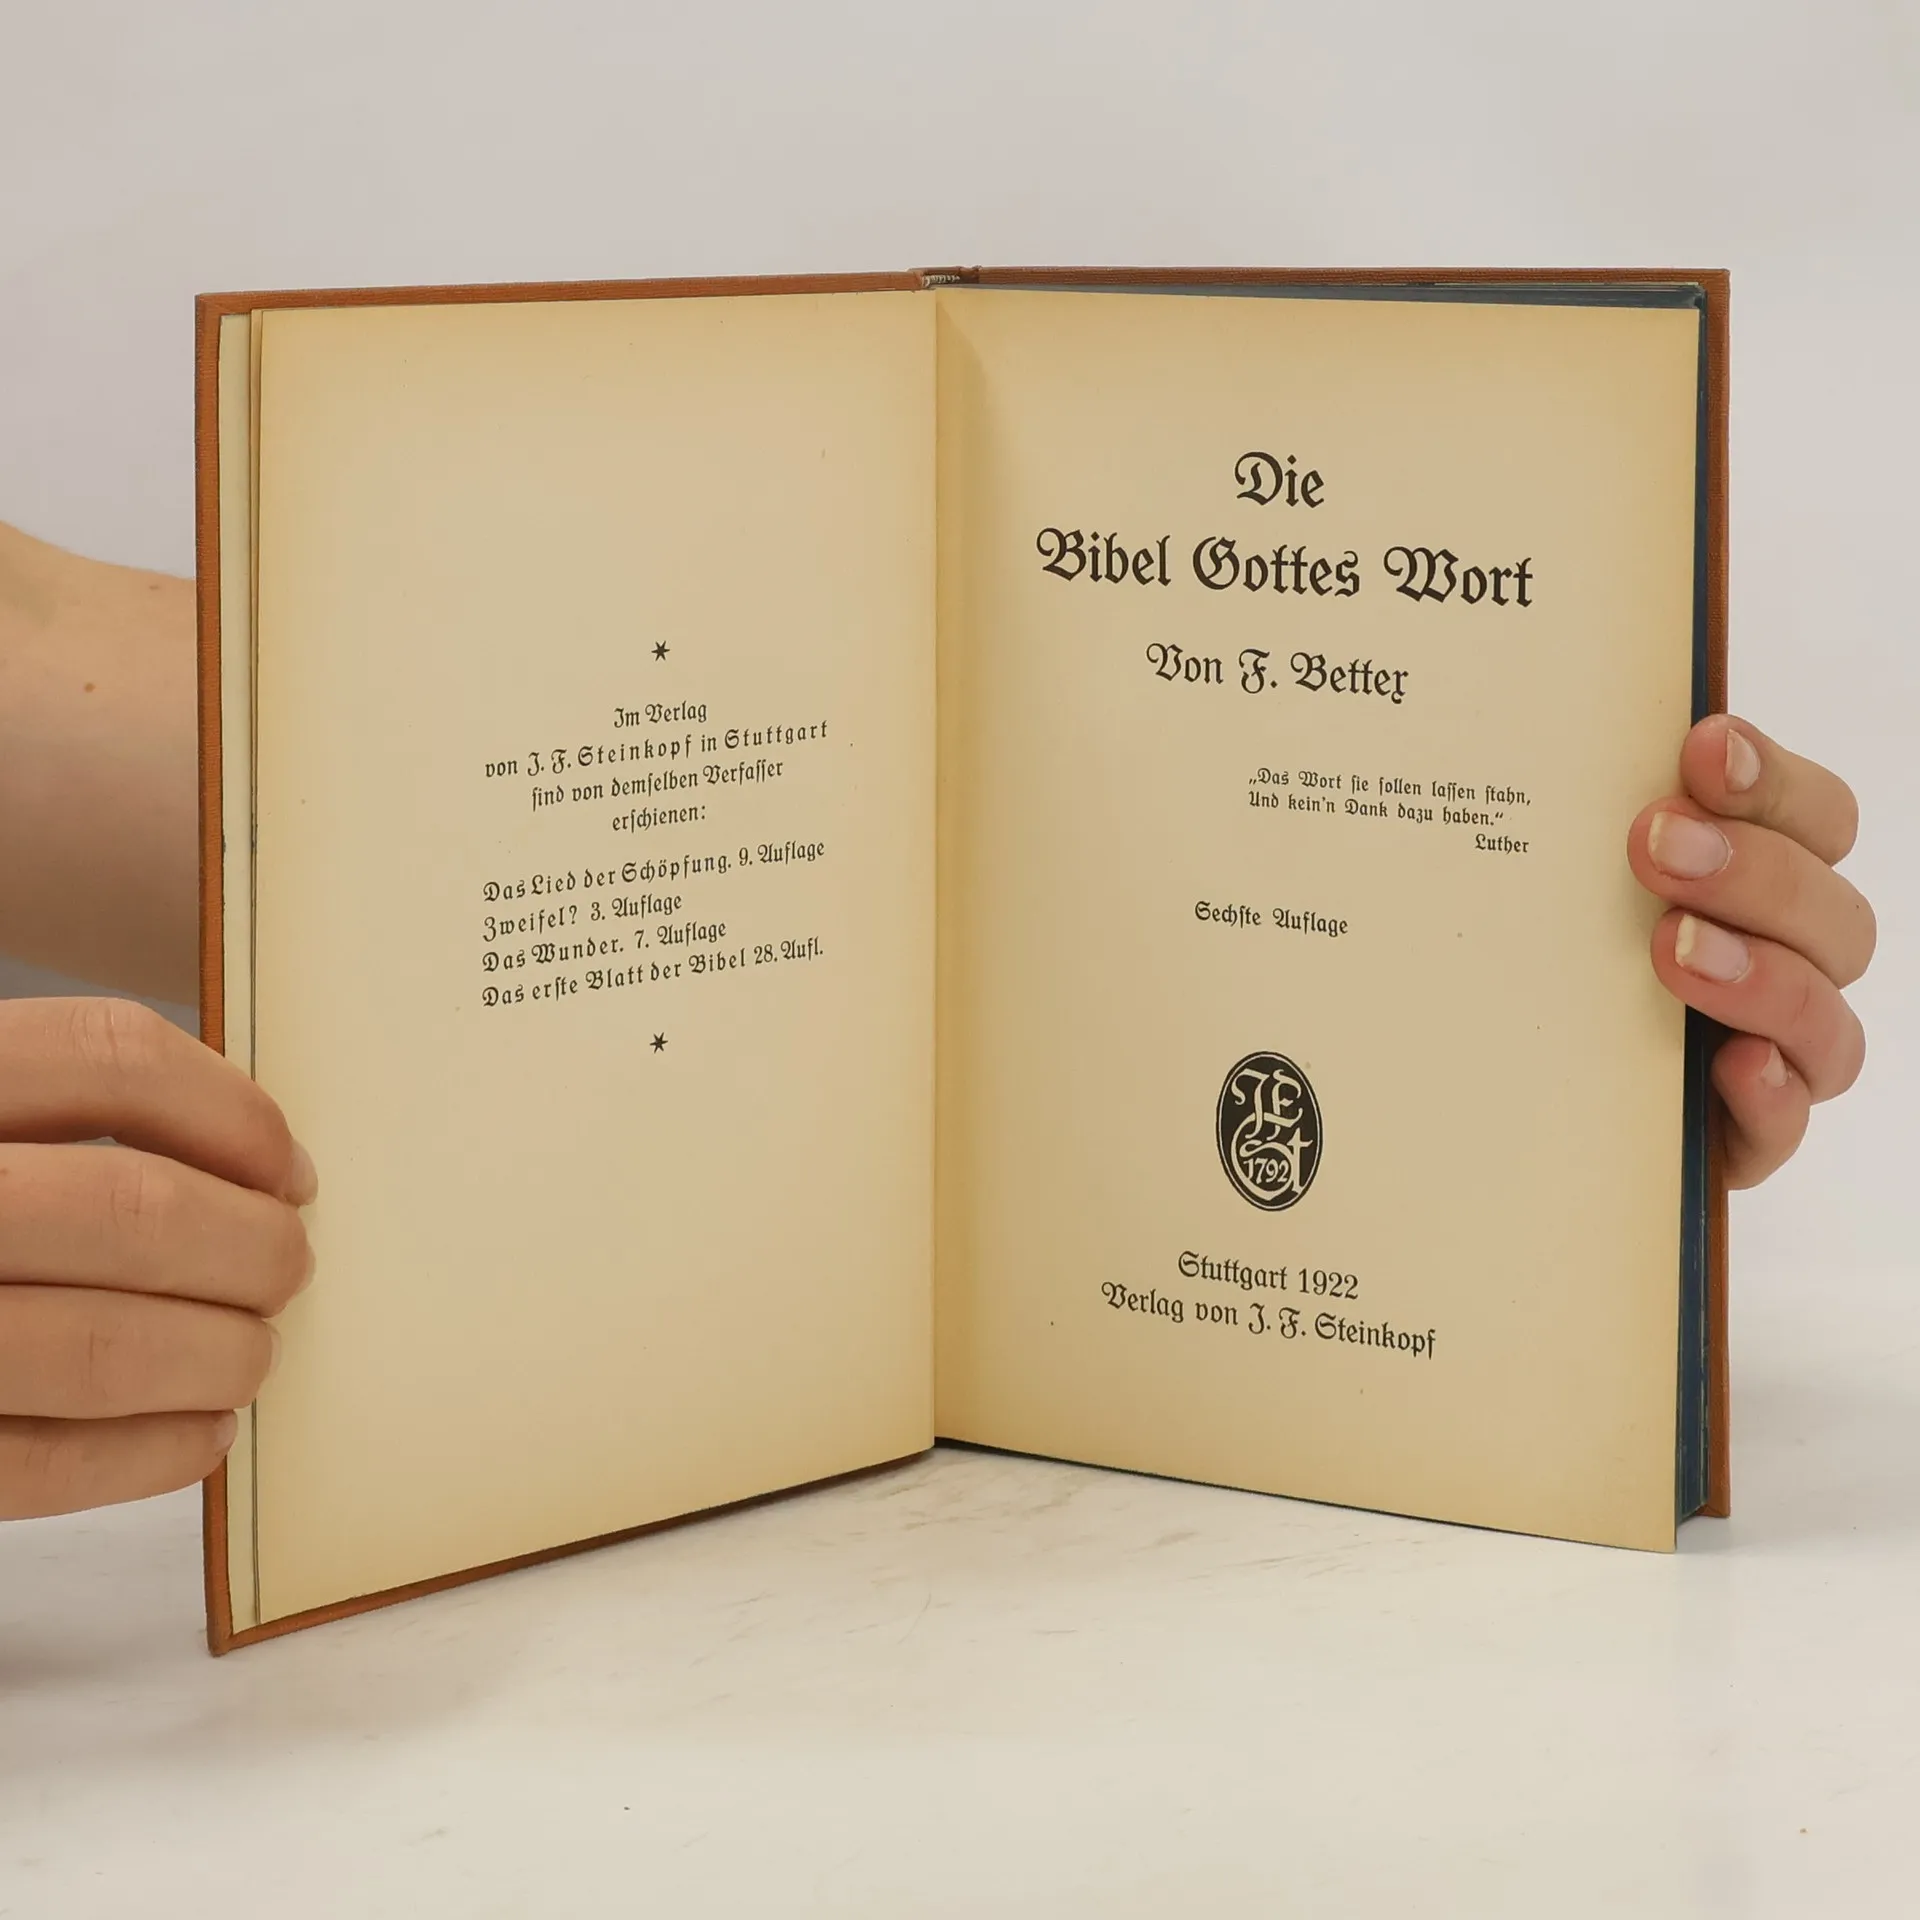 *
Im Verlag
von J. F. Steinkopf in Stuttgart
ſind von demſelben Verfaſſer
erſchienen:
Das Lied der Schöpfung. 9. Auflage
Zweifel? 3. Auflage
Das Wunder. 7. Auflage
Das erſte Blatt der Bibel 28. Aufl.
*
Die
Bibel Gottes Wort
Von F. Bettex
„Das Wort ſie ſollen laſſen ſtahn,
Und kein'n Dank dazu haben.“
Luther
Sechſte Auflage
JF
St
1792
Stuttgart 1922
Verlag von J. F. Steinkopf